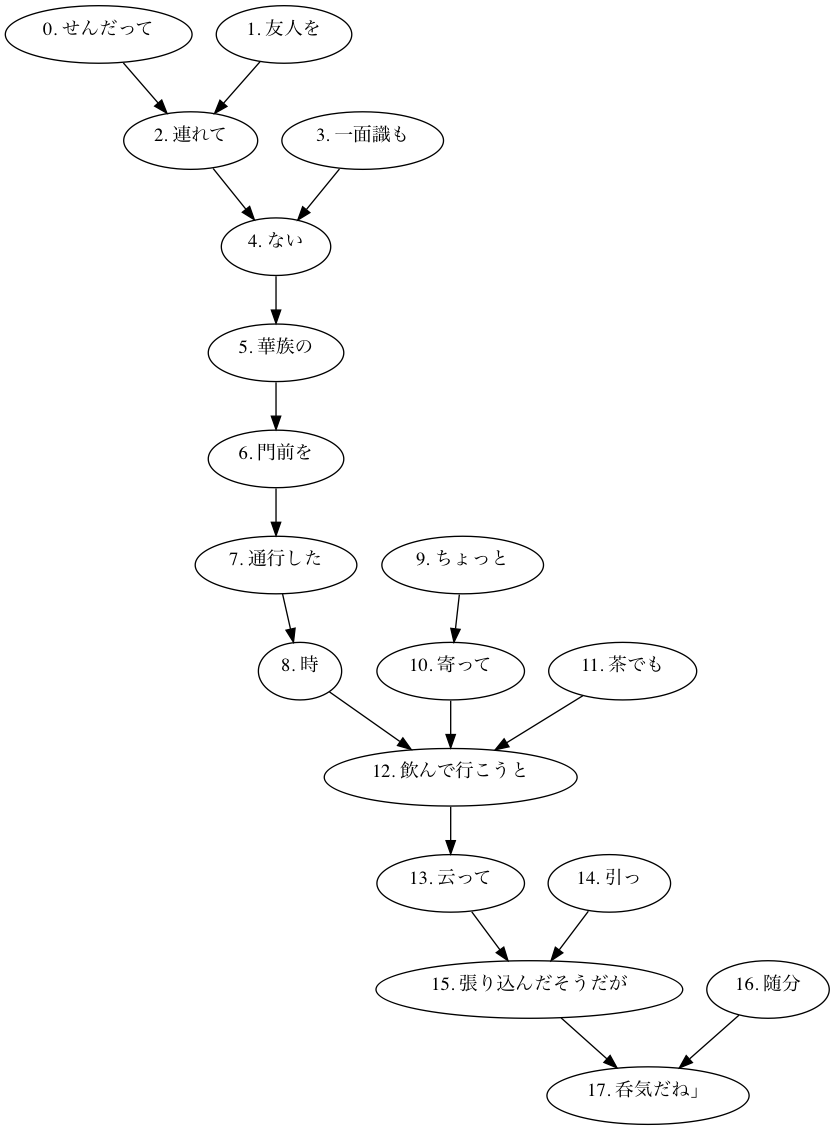 0. せんだって
1. 友人を
2. 連れて
3. 一面識も
4. ない
5. 華族の
6. 門前を
7. 通行した
8. 時
9. ちょっと
10. 寄って
11. 茶でも
12. 飲んで行こうと
13. 云って
14. 引っ
15. 張り込んだそうだが
16. 随分
17. 呑気だね」